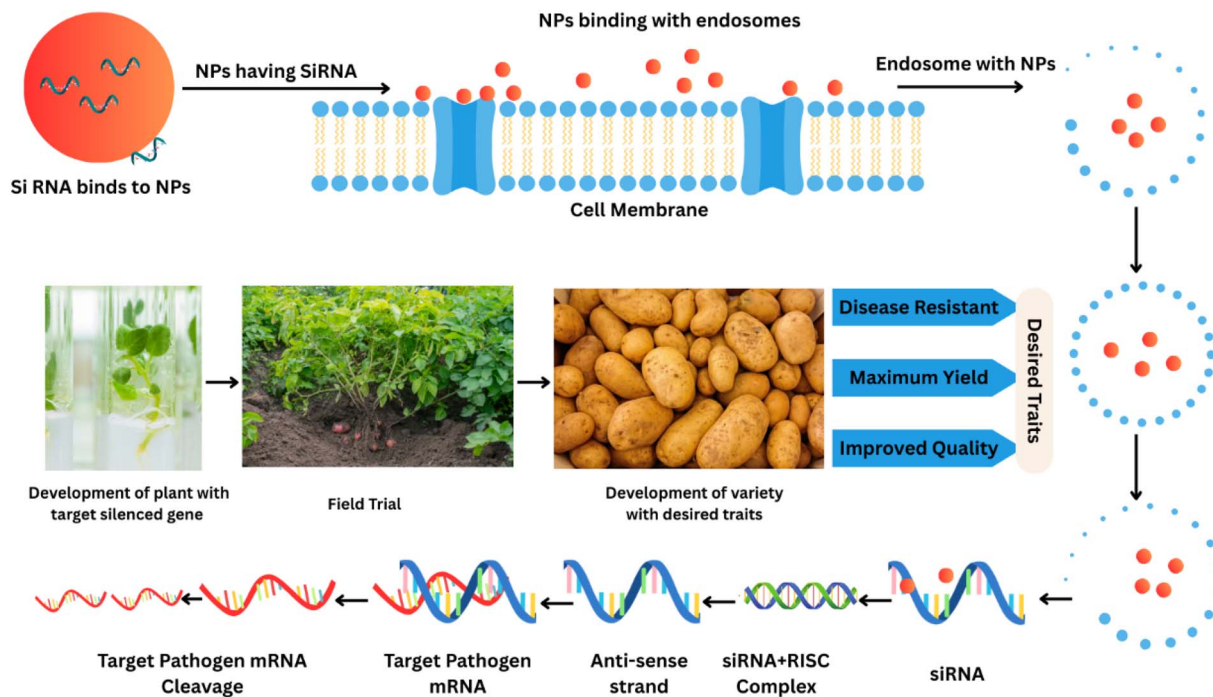 NPs binding with endosomes
NPs having SiRNA
Endosome with NPs
Si RNA binds to NPs
Cell Membrane
Disease Resistant
Maximum Yield
Improved Quality
Desired Traits
Development of plant with
target silenced gene
Field Trial
Development of variety
with desired traits
Target Pathogen mRNA
Cleavage
Target Pathogen
mRNA
Anti-sense
strand
siRNA+RISC
Complex
siRNA